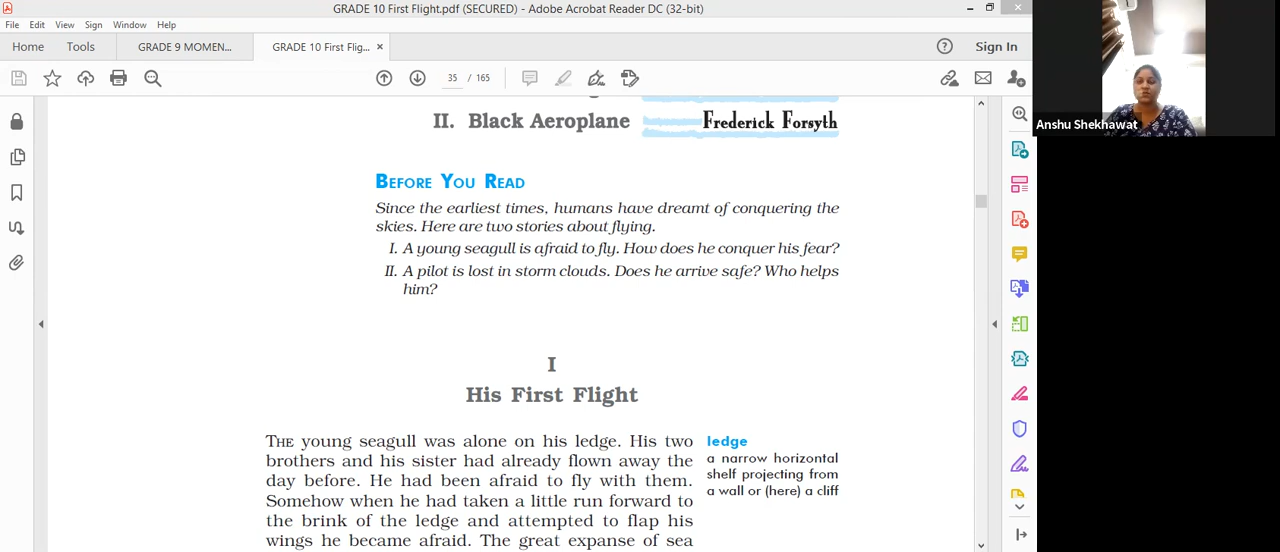 GRADE 10 First Flight.pdf (SECURED) - Adobe Acrobat Reader DC (32-bit)
File Edit View Sign Window Help
Home Tools GRADE 9 MOMEN... GRADE 10 First Flig... ×
Sign In
35 / 165
II. Black Aeroplane Frederick Forsyth
BEFORE YOU READ
Since the earliest times, humans have dreamt of conquering the
skies. Here are two stories about flying.
I. A young seagull is afraid to fly. How does he conquer his fear?
II. A pilot is lost in storm clouds. Does he arrive safe? Who helps
him?
I
His First Flight
THE young seagull was alone on his ledge. His two
brothers and his sister had already flown away the
day before. He had been afraid to fly with them.
Somehow when he had taken a little run forward to
the brink of the ledge and attempted to flap his
wings he became afraid. The great expanse of sea
ledge
a narrow horizontal
shelf projecting from
a wall or (here) a cliff
Anshu Shekhawat